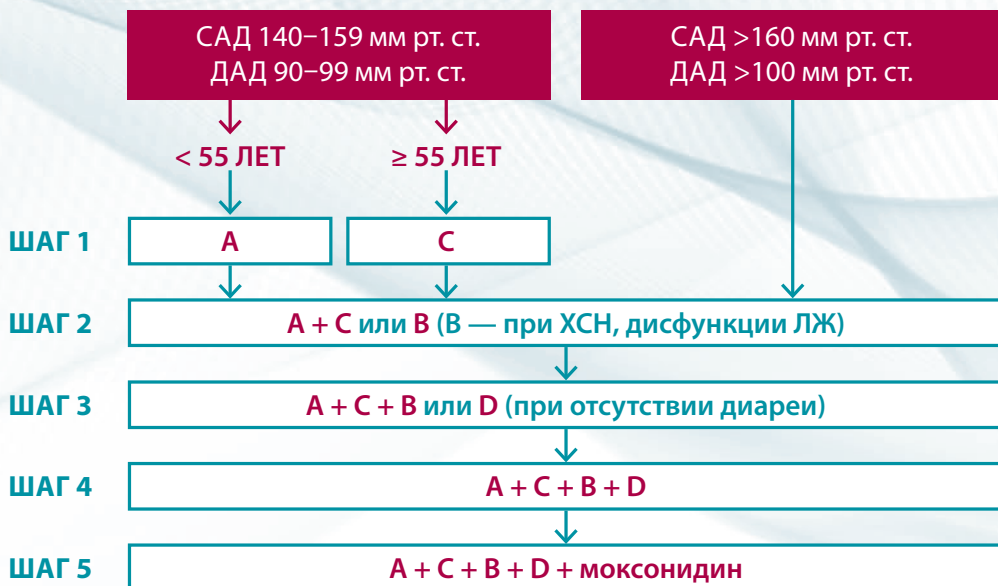 САД 140–159 мм рт. ст.
ДАД 90–99 мм рт. ст.
САД >160 мм рт. ст.
ДАД >100 мм рт. ст.
< 55 ЛЕТ
≥ 55 ЛЕТ
ШАГ 1
А
С
ШАГ 2
А + С или В (В — при ХСН, дисфункции ЛЖ)
ШАГ 3
А + С + В или D (при отсутствии диареи)
ШАГ 4
А + С + В + D
ШАГ 5
А + С + В + D + моксонидин